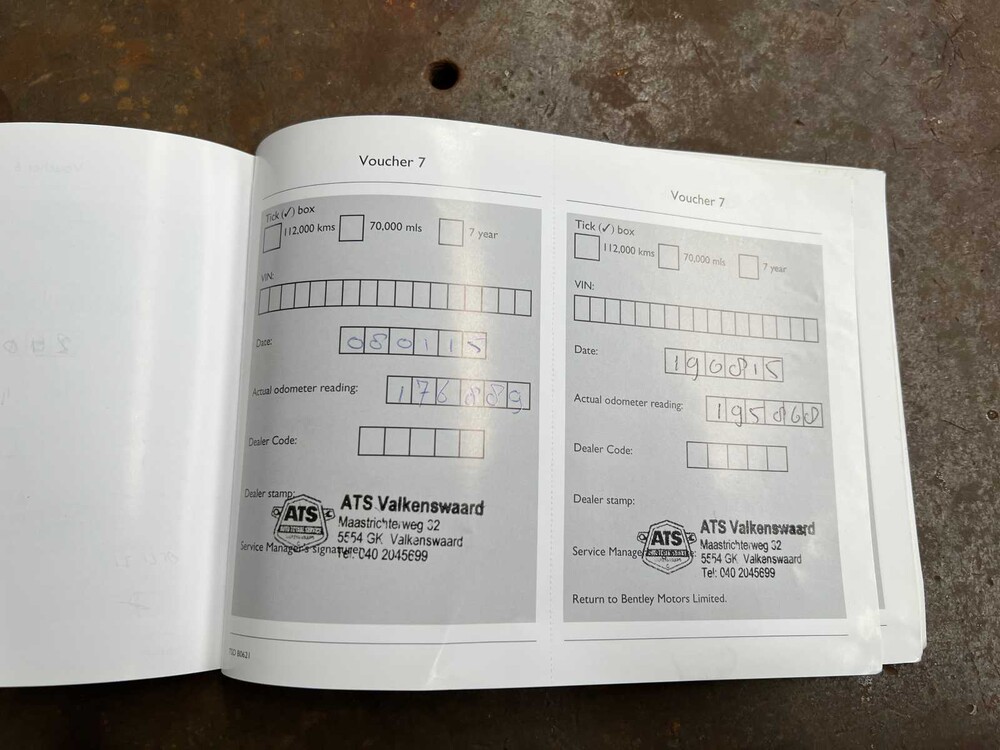 Voucher 7
Tick (✓) box
112,000 kms
70,000 mls
7 year
VIN:
Date: 080115
Actual odometer reading: 176889
Dealer Code:
Dealer stamp:
ATS
ATS Valkenswaard
Maastrichterweg 32
5554 GK Valkenswaard
Service Manager's signature:
Tel: 040 2045699
TSD 80621
Voucher 7
Tick (✓) box
112,000 kms
70,000 mls
7 year
VIN:
Date: 190815
Actual odometer reading: 195868
Dealer Code:
Dealer stamp:
ATS
ATS Valkenswaard
Maastrichterweg 32
5554 GK Valkenswaard
Service Manage
Tel: 040 2045699
Return to Bentley Motors Limited.